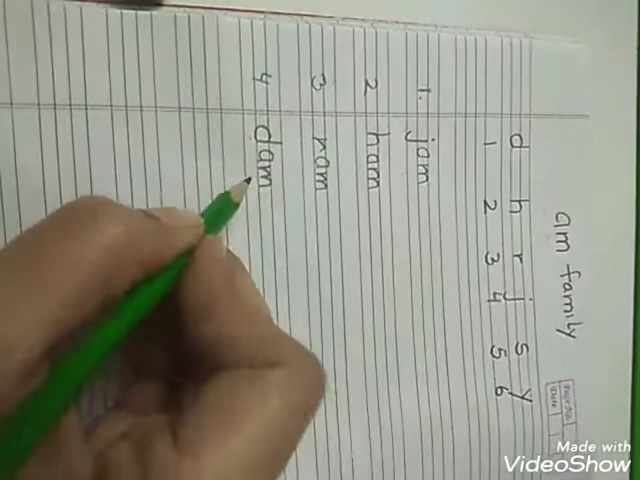 am family
d h r j s y
1 2 3 4 5 6
1. jam
2 ham
3 ram
4 dam
Made with
VideoShow